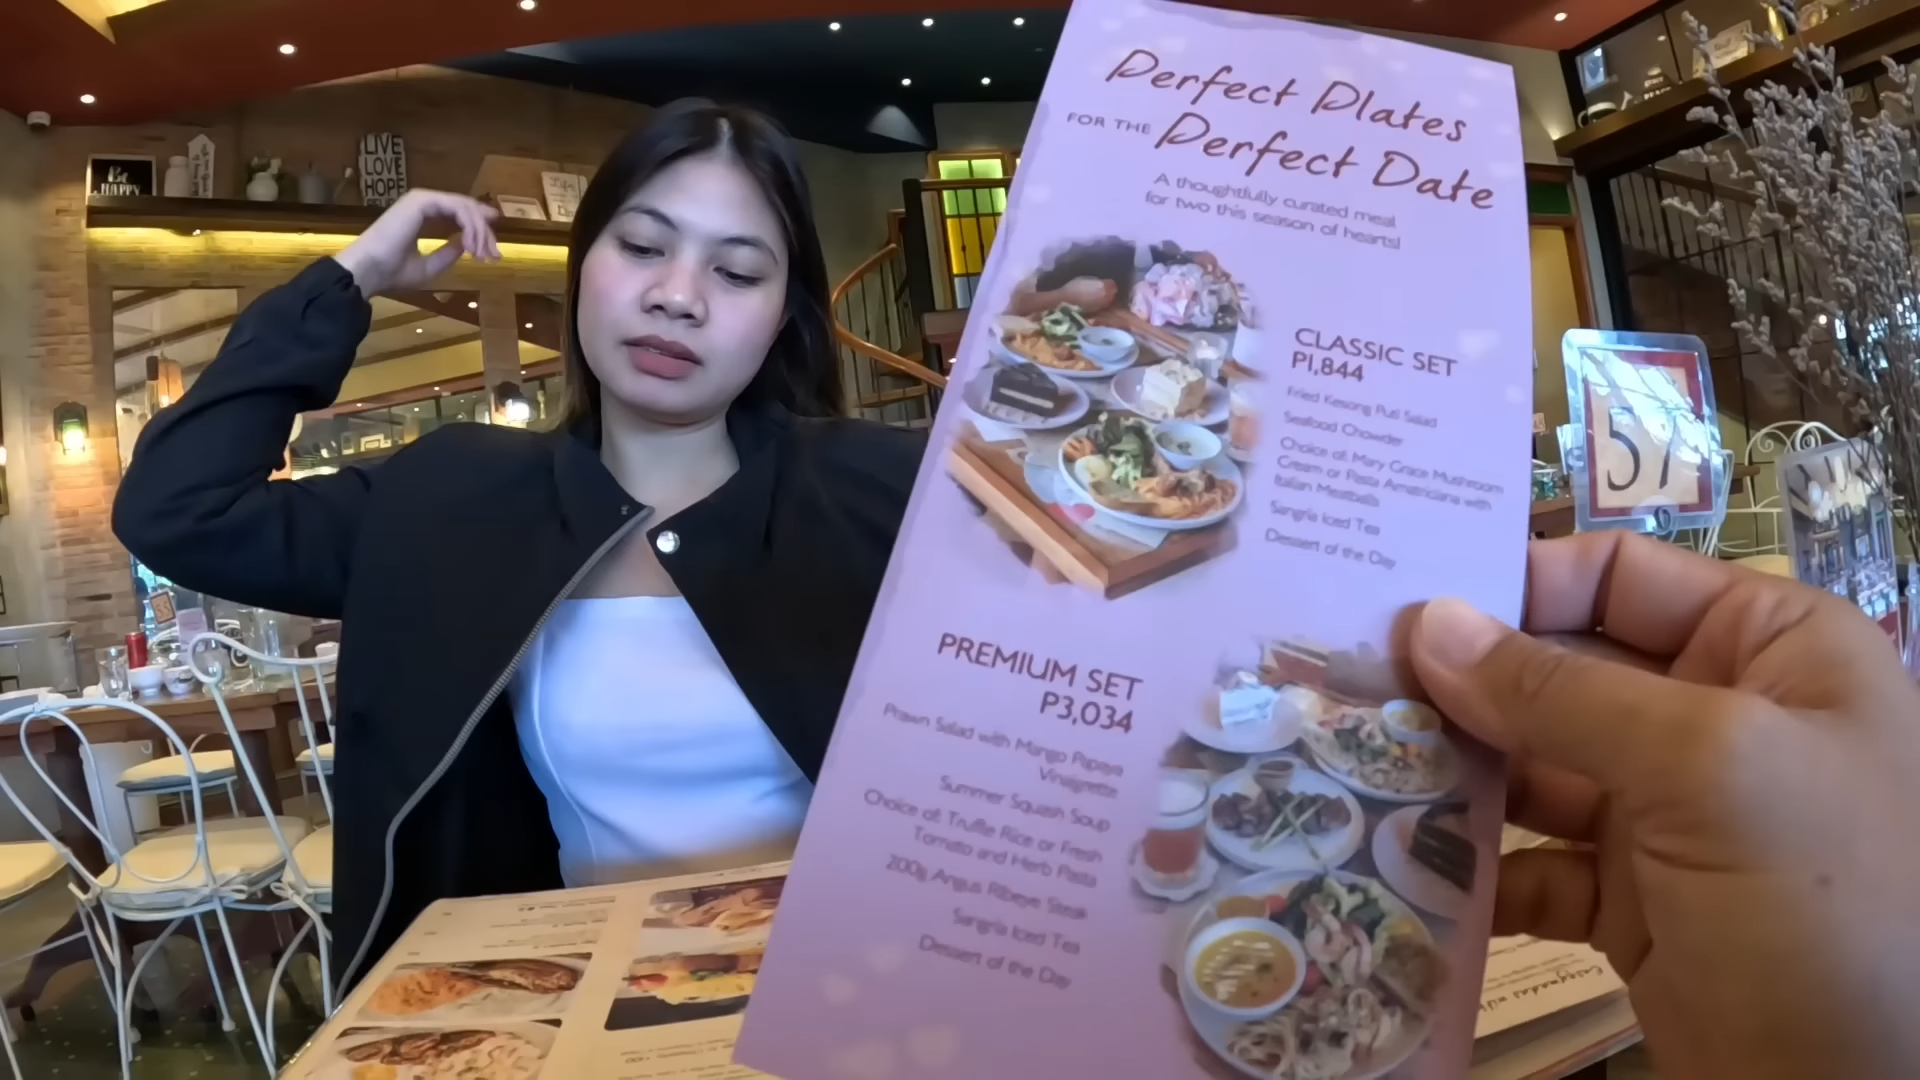 Perfect Plates
FOR THE Perfect Date
A thoughtfully curated meal
for two this season of hearts!
CLASSIC SET
P1,844
Fried Kesong Puti Salad
Seafood Chowder
Choice of: Mary Grace Mushroom
Cream or Pasta Amatriciana with
Italian Meatballs
Sangria Iced Tea
Dessert of the Day
PREMIUM SET
P3,034
Prawn Salad with Mango Papaya
Vinaigrette
Summer Squash Soup
Choice of: Truffle Rice or Fresh
Tomato and Herb Pasta
200g Angus Ribeye Steak
Sangria Iced Tea
Dessert of the Day
Be
HAPPY
LIVE
LOVE
HOPE
57
55